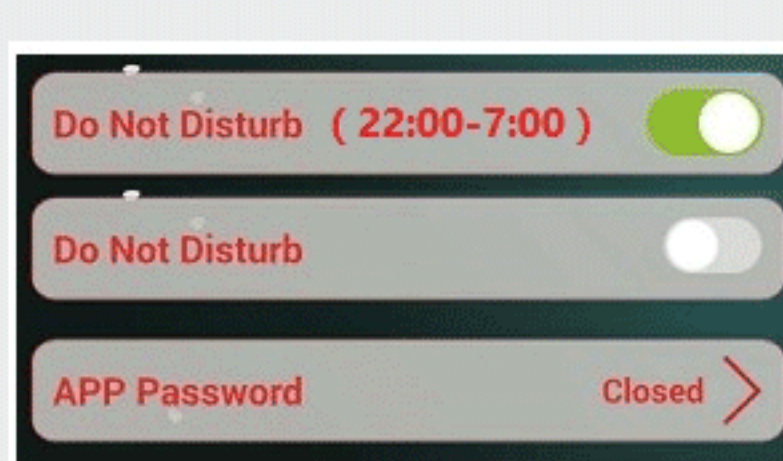 Do Not Disturb ( 22:00-7:00 )
Do Not Disturb
APP Password Closed